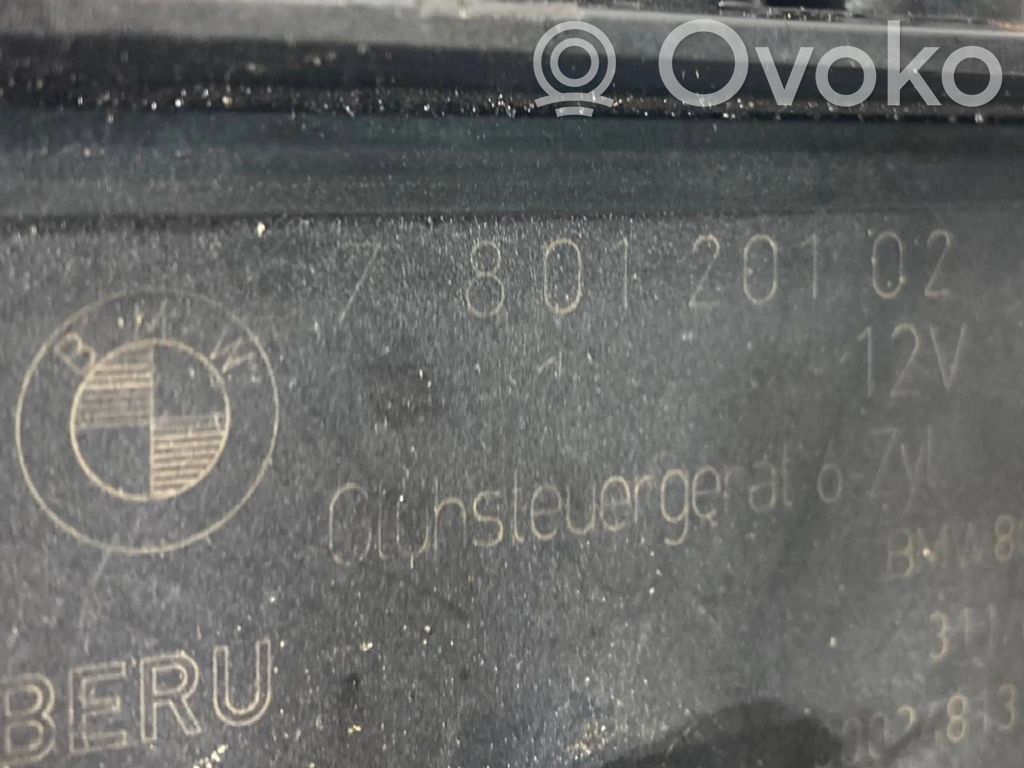 Ovoko
7 801 201 02
12V
BMW
Glühsteuergerät 6-Zyl
BERU